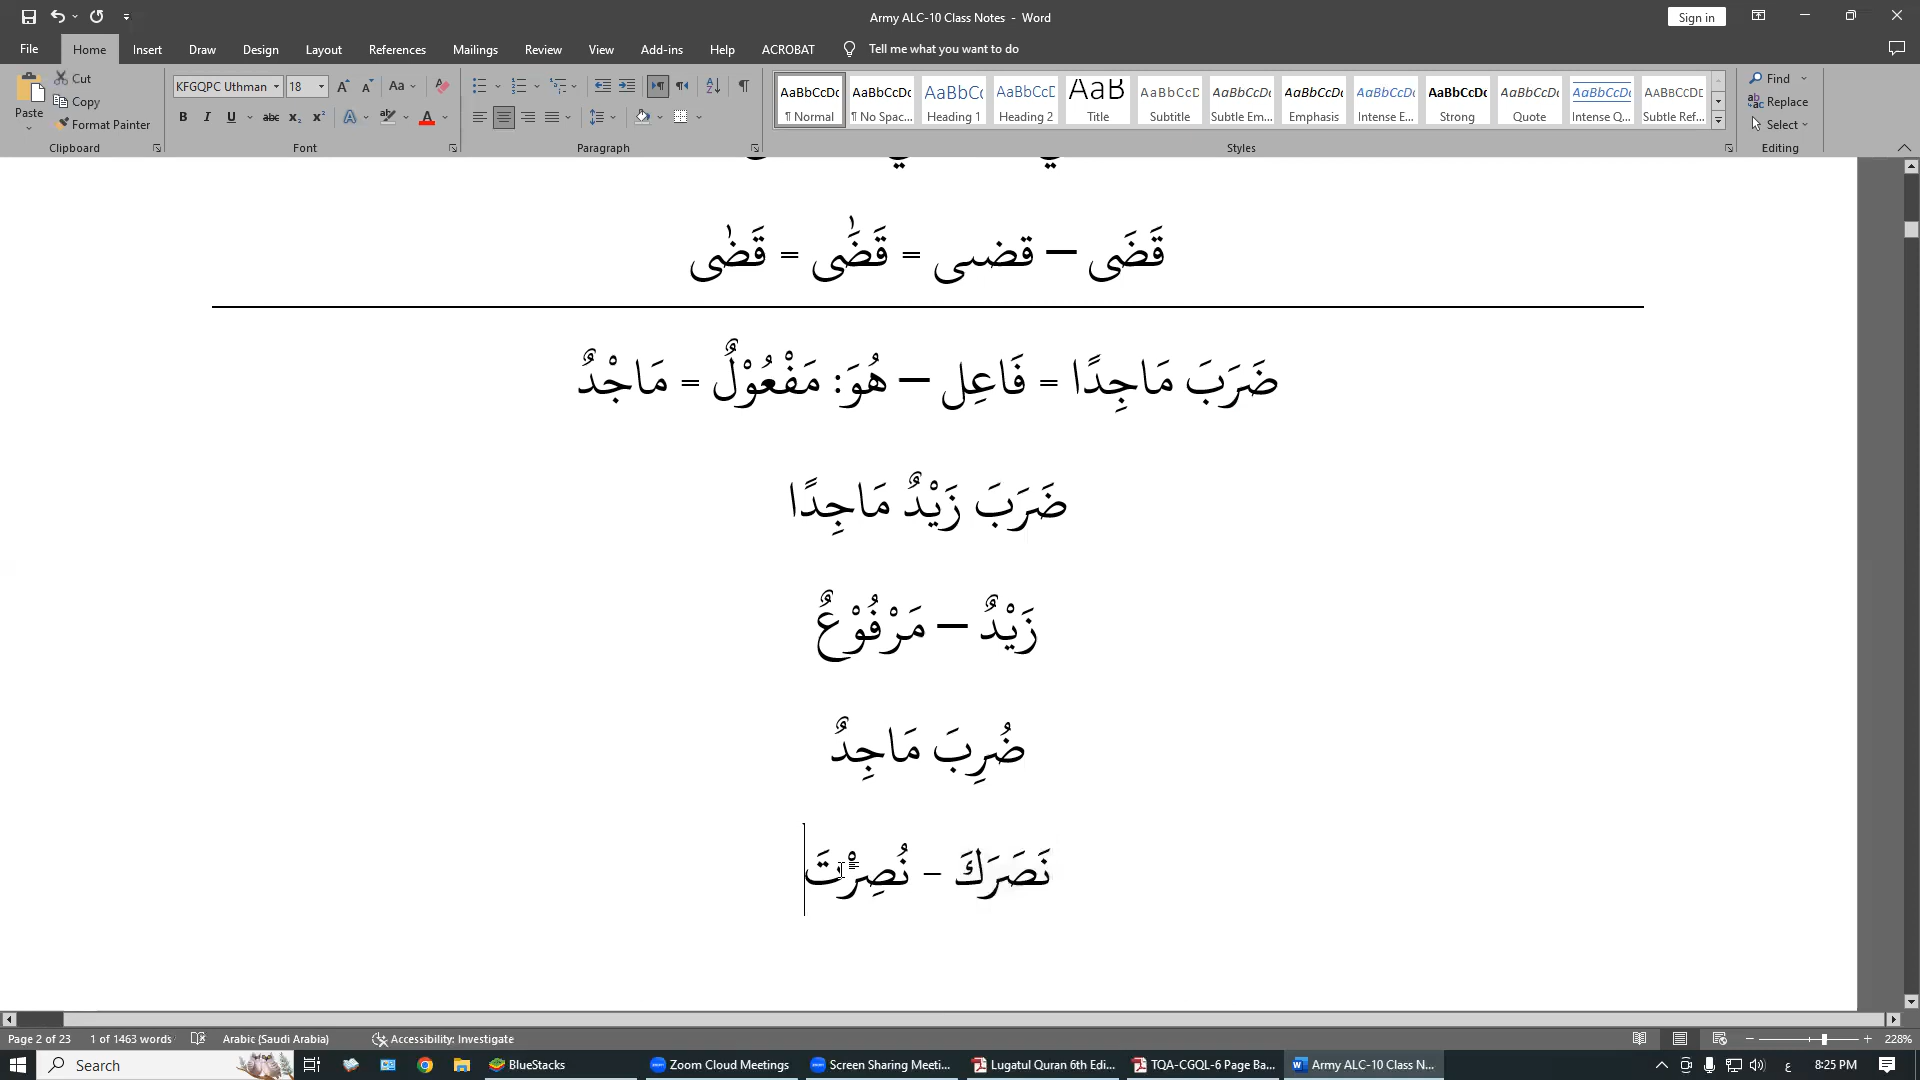 Army ALC-10 Class Notes - Word
Sign in
File Home Insert Draw Design Layout References Mailings Review View Add-ins Help ACROBAT Tell me what you want to do
Paste Cut Copy Format Painter
KFGQPC Uthman 18
AaBbCcDc AaBbCcDc AaBbCc AaBbCcD AaB AaBbCcD AaBbCcDc AaBbCcDc AaBbCcDc AaBbCcDc AaBbCcDc AaBbCcDc AABBCCDE
¶ Normal ¶ No Spac... Heading 1 Heading 2 Title Subtitle Subtle Em... Emphasis Intense E... Strong Quote Intense Q... Subtle Ref...
Find Replace Select
Clipboard Font Paragraph Styles Editing
قَضَى – قضىى = قَضَٰى = قَضٰى
ضَرَبَ مَاجِدًا = فَاعِل – هُوَ: مَفْعُوْلٌ = مَاجْدٌ
ضَرَبَ زَيْدٌ مَاجِدًا
زَيْدٌ – مَرْفُوْعٌ
ضُرِبَ مَاجِدٌ
نَصَرَكَ – نُصِرْتَ
Page 2 of 23 1 of 1463 words Arabic (Saudi Arabia) Accessibility: Investigate 228%
Search BlueStacks Zoom Cloud Meetings Screen Sharing Meeti... Lugatul Quran 6th Edi... TQA-CGQL-6 Page Ba... Army ALC-10 Class N... ع 8:25 PM